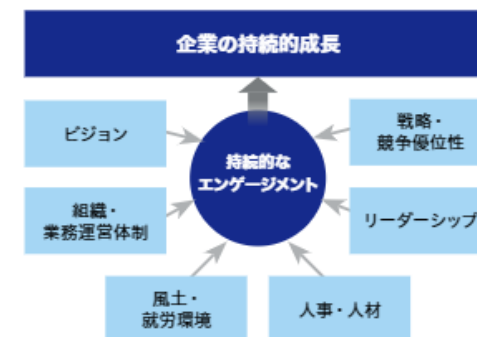 企業の持続的成長
ビジョン
戦略・
競争優位性
持続的な
エンゲージメント
組織・
業務運営体制
リーダーシップ
風土・
就労環境
人事・人材